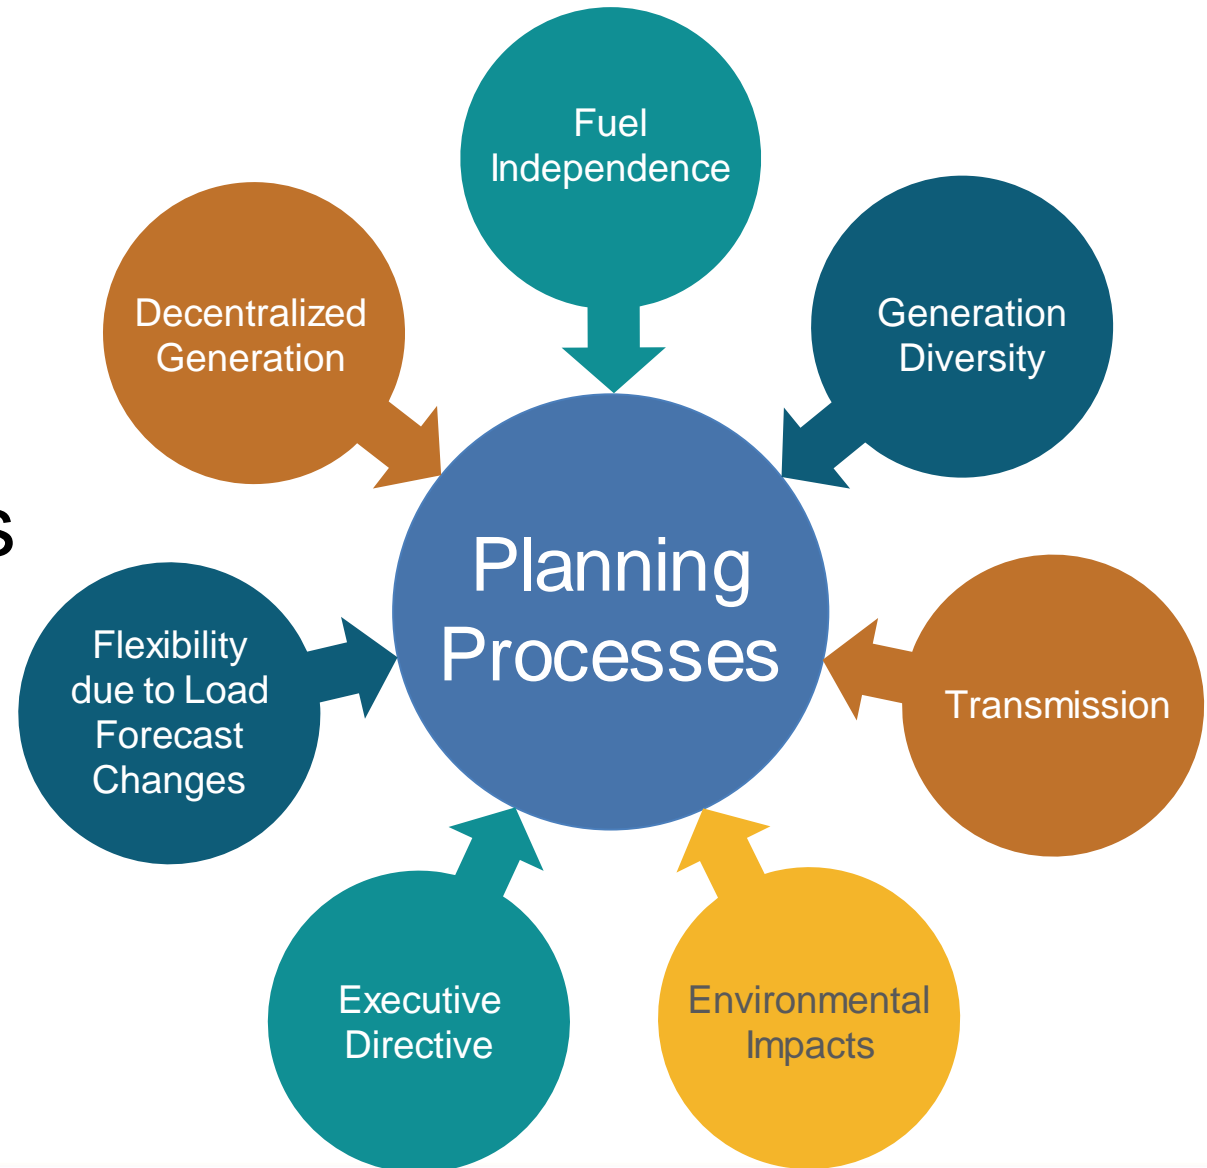 Fuel
Independence
Decentralized
Generation
Generation
Diversity
s
Planning
Processes
Flexibility
due to Load
Forecast
Changes
Transmission
Executive
Directive
Environmental
Impacts